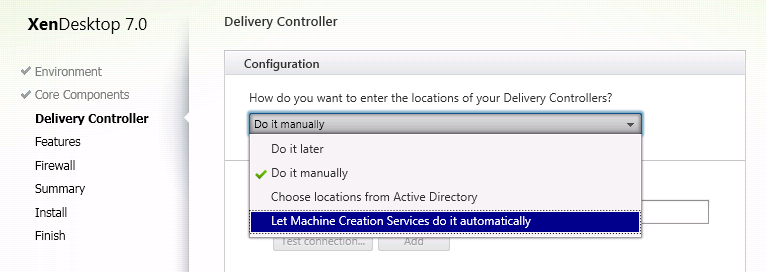 XenDesktop 7.0
Environment
Core Components
Delivery Controller
Features
Firewall
Summary
Install
Finish
Delivery Controller
Configuration
How do you want to enter the locations of your Delivery Controllers?
Do it manually
Do it later
Do it manually
Choose locations from Active Directory
Let Machine Creation Services do it automatically
Test connection...
Add